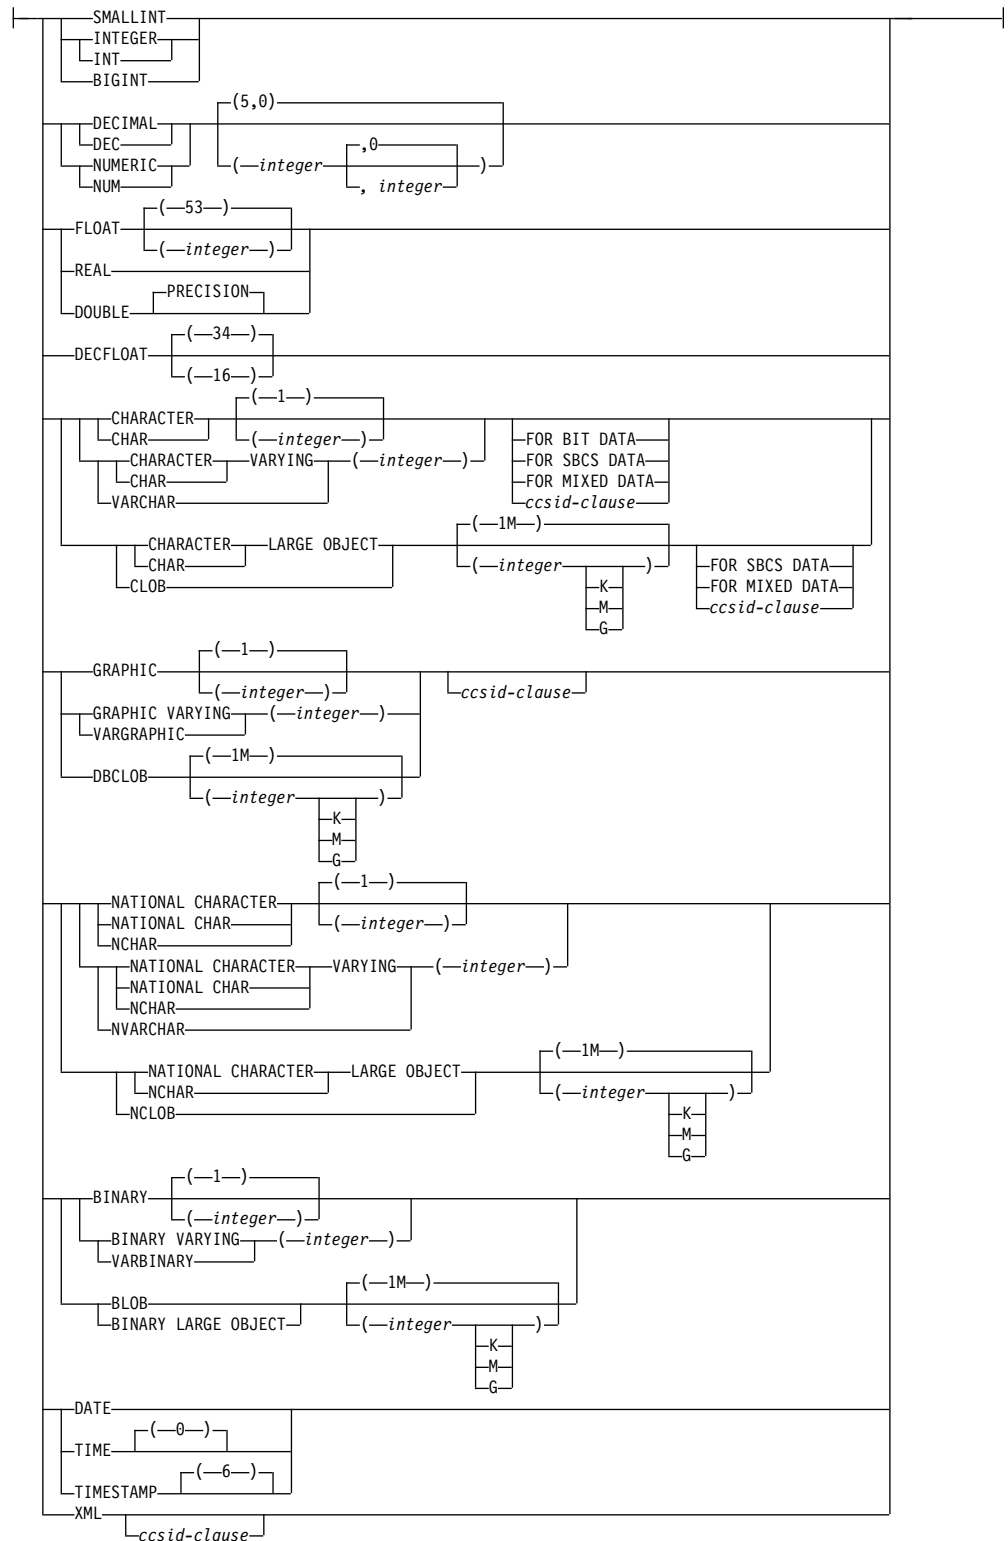 SMALLINT
INTEGER
INT
BIGINT
(5,0)
DECIMAL
DEC
,0
NUMERIC
( integer )
NUM
, integer
( 53 )
FLOAT
( integer )
REAL
PRECISION
DOUBLE
( 34 )
DECFLOAT
( 16 )
( 1 )
CHARACTER
CHAR
( integer )
FOR BIT DATA
CHARACTER VARYING ( integer )
FOR SBCS DATA
CHAR
FOR MIXED DATA
VARCHAR
ccsid-clause
( 1M )
CHARACTER LARGE OBJECT
CHAR
( integer )
FOR SBCS DATA
CLOB
K
FOR MIXED DATA
M
ccsid-clause
G
( 1 )
GRAPHIC
( integer )
ccsid-clause
GRAPHIC VARYING ( integer )
VARGRAPHIC
( 1M )
DBCLOB
( integer )
K
M
G
( 1 )
NATIONAL CHARACTER
NATIONAL CHAR
( integer )
NCHAR
NATIONAL CHARACTER VARYING ( integer )
NATIONAL CHAR
NCHAR
NVARCHAR
( 1M )
NATIONAL CHARACTER LARGE OBJECT
NCHAR
( integer )
NCLOB
K
M
G
( 1 )
BINARY
( integer )
BINARY VARYING ( integer )
VARBINARY
( 1M )
BLOB
BINARY LARGE OBJECT
( integer )
K
M
G
DATE
( 0 )
TIME
( 6 )
TIMESTAMP
XML
ccsid-clause